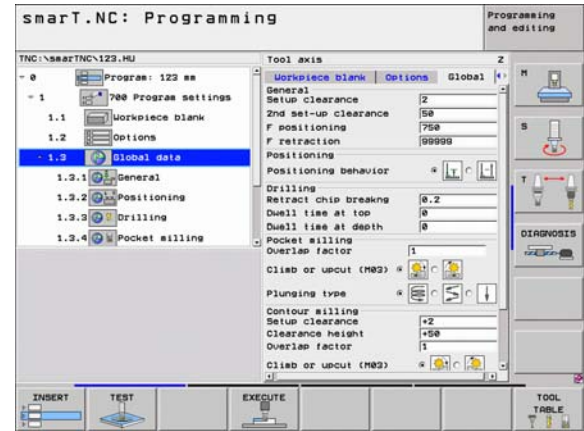 smarT.NC: Programming
Programming and editing
TNC:\smarTNC\123.HU
0 Program: 123 mm
1 700 Program settings
1.1 Workpiece blank
1.2 Options
1.3 Global data
1.3.1 General
1.3.2 Positioning
1.3.3 Drilling
1.3.4 Pocket milling
Tool axis Z
Workpiece blank Options Global
General
Setup clearance 2
2nd set-up clearance 50
F positioning 750
F retraction 99999
Positioning
Positioning behavior
Drilling
Retract chip breakng 0.2
Dwell time at top 0
Dwell time at depth 0
Pocket milling
Overlap factor 1
Climb or upcut (M03)
Plunging type
Contour milling
Setup clearance +2
Clearance height +50
Overlap factor 1
Climb or upcut (M03)
M
S
T
DIAGNOSIS
INSERT
TEST
EXECUTE
TOOL TABLE